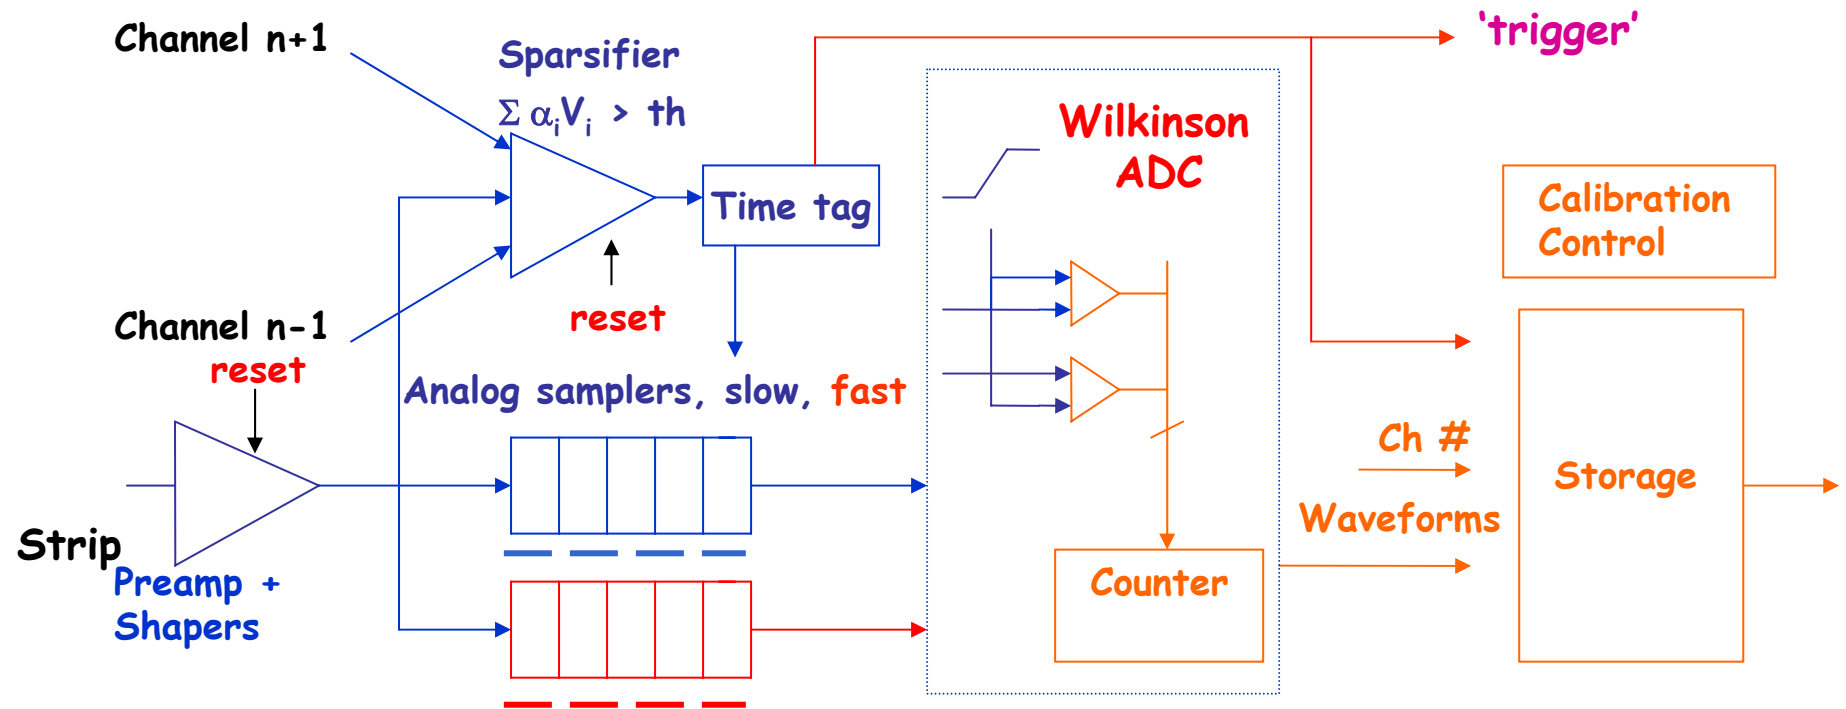 Channel n+1
Sparsifier
Σ αᵢVᵢ > th
'trigger'
Wilkinson
ADC
Time tag
Calibration
Control
Channel n-1
reset
reset
Analog samplers, slow, fast
Ch #
Storage
Waveforms
Strip
Preamp +
Shapers
Counter